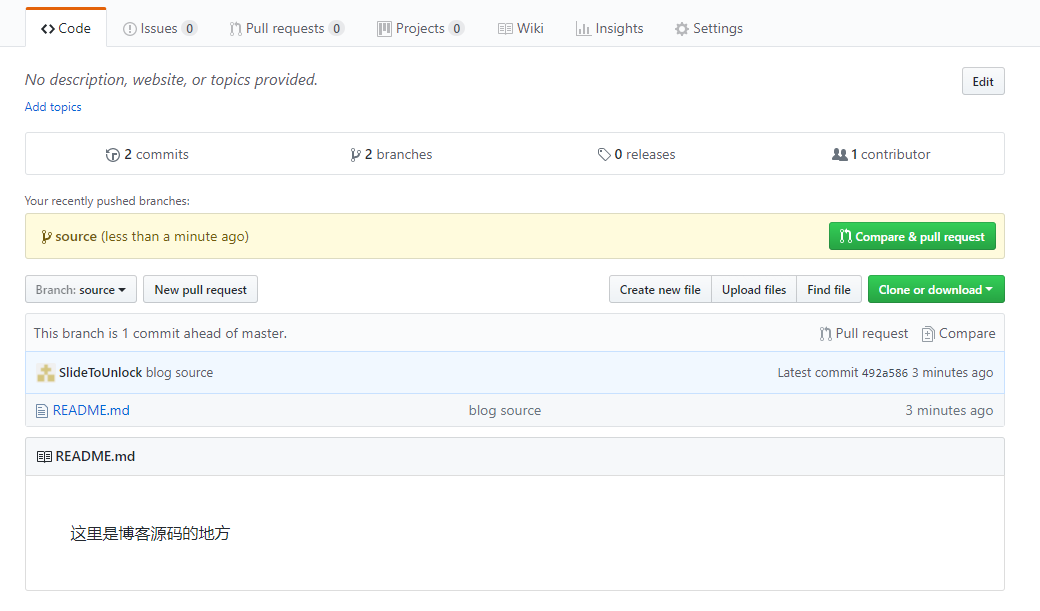 Code Issues 0 Pull requests 0 Projects 0 Wiki Insights Settings
No description, website, or topics provided. Edit
Add topics
2 commits 2 branches 0 releases 1 contributor
Your recently pushed branches:
source (less than a minute ago) Compare & pull request
Branch: source New pull request Create new file Upload files Find file Clone or download
This branch is 1 commit ahead of master. Pull request Compare
SlideToUnlock blog source Latest commit 492a586 3 minutes ago
README.md blog source 3 minutes ago
README.md
这里是博客源码的地方